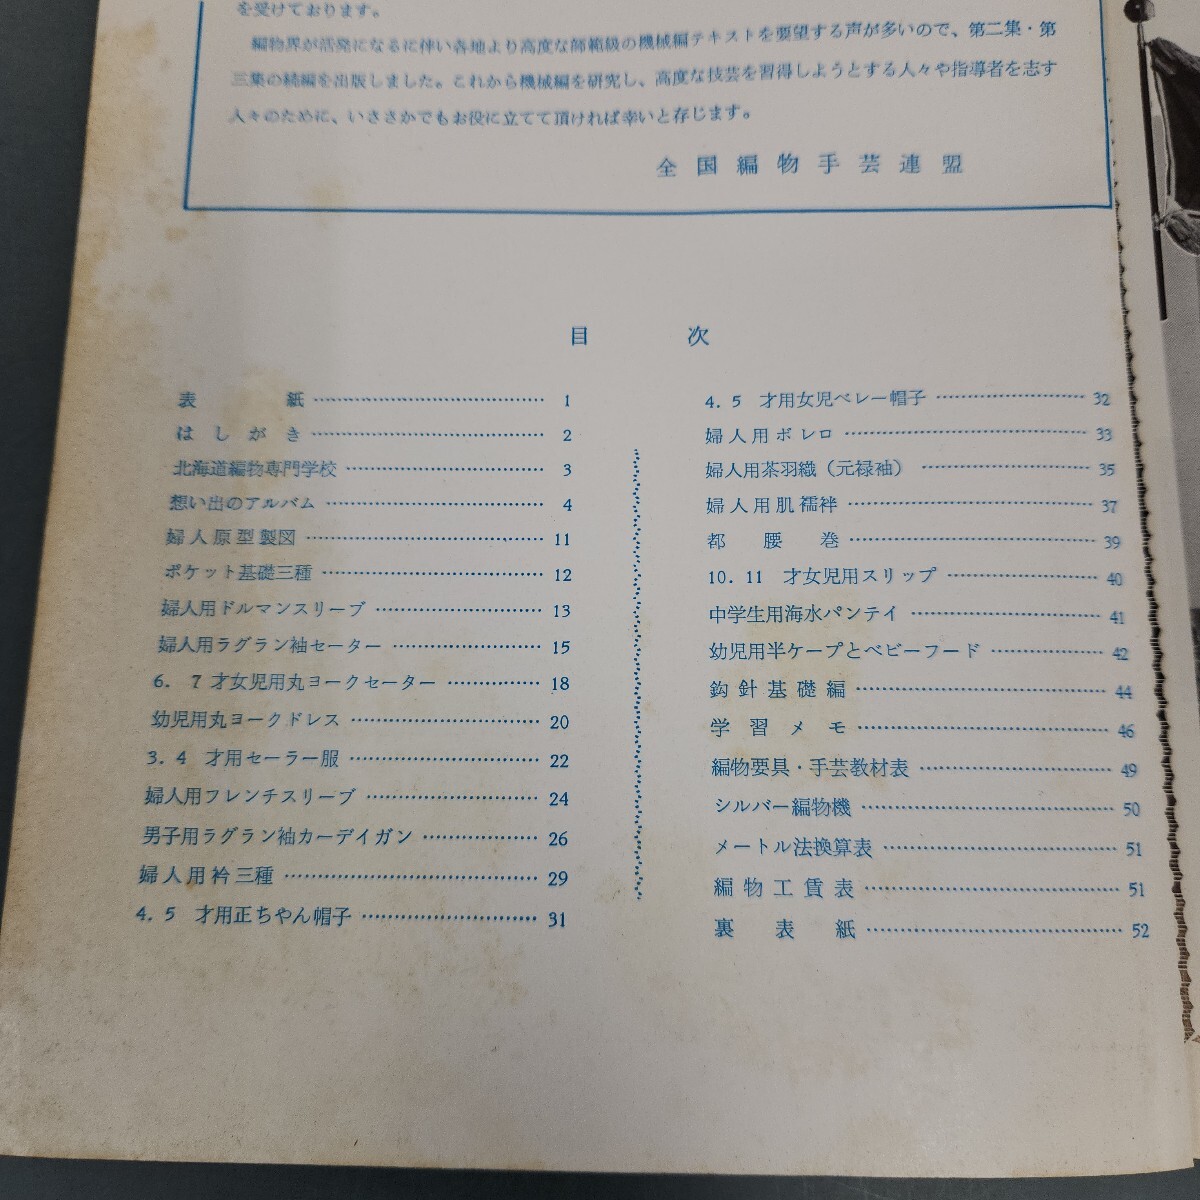 を受けております。
編物界が活発になるに伴い各地より高度な師範級の機械編テキストを要望する声が多いので、第二集・第
三集の続編を出版しました。これから機械編を研究し、高度な技芸を習得しようとする人々や指導者を志す
人々のために、いささかでもお役に立てて頂ければ幸いと存じます。
全国編物手芸連盟
目次
表紙 1
はしがき 2
北海道編物専門学校 3
想い出のアルバム 4
婦人原型製図 11
ポケット基礎三種 12
婦人用ドルマンスリーブ 13
婦人用ラグラン袖セーター 15
6．7才女児用丸ヨークセーター 18
幼児用丸ヨークドレス 20
3.4 才用セーラー服 22
婦人用フレンチスリーブ 24
男子用ラグラン袖カーデイガン 26
婦人用衿三種 29
4.5 才用正ちやん帽子 31
4.5 才用女児ベレー帽子 32
婦人用ボレロ 33
婦人用茶羽織（元禄袖） 35
婦人用肌襦袢 37
都腰巻 39
10.11 才女児用スリップ 40
中学生用海水パンテイ 41
幼児用半ケープとベビーフード 42
鈎針基礎編 44
学習メモ 46
編物要具・手芸教材表 49
シルバー編物機 50
メートル法換算表 51
編物工賃表 51
裏表紙 52